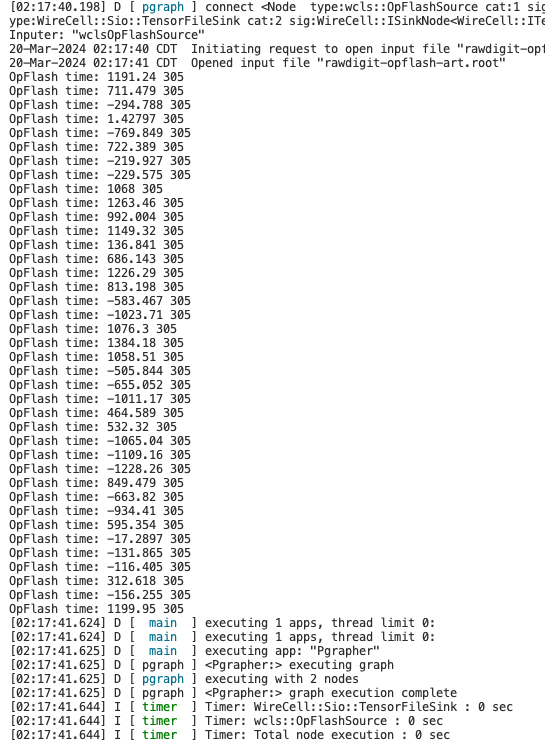 [02:17:40.198] D [ pgraph ] connect <Node  type:wcls::OpFlashSource cat:1 sig
ype:WireCell::Sio::TensorFileSink cat:2 sig:WireCell::ISinkNode<WireCell::ITe
Inputer: "wclsOpFlashSource"
20-Mar-2024 02:17:40 CDT  Initiating request to open input file "rawdigit-opf
20-Mar-2024 02:17:41 CDT  Opened input file "rawdigit-opflash-art.root"
OpFlash time: 1191.24 305
OpFlash time: 711.479 305
OpFlash time: -294.788 305
OpFlash time: 1.42797 305
OpFlash time: -769.849 305
OpFlash time: 722.389 305
OpFlash time: -219.927 305
OpFlash time: -229.575 305
OpFlash time: 1068 305
OpFlash time: 1263.46 305
OpFlash time: 992.004 305
OpFlash time: 1149.32 305
OpFlash time: 136.841 305
OpFlash time: 686.143 305
OpFlash time: 1226.29 305
OpFlash time: 813.198 305
OpFlash time: -583.467 305
OpFlash time: -1023.71 305
OpFlash time: 1076.3 305
OpFlash time: 1384.18 305
OpFlash time: 1058.51 305
OpFlash time: -505.844 305
OpFlash time: -655.052 305
OpFlash time: -1011.17 305
OpFlash time: 464.589 305
OpFlash time: 532.32 305
OpFlash time: -1065.04 305
OpFlash time: -1109.16 305
OpFlash time: -1228.26 305
OpFlash time: 849.479 305
OpFlash time: -663.82 305
OpFlash time: -934.41 305
OpFlash time: 595.354 305
OpFlash time: -17.2897 305
OpFlash time: -131.865 305
OpFlash time: -116.405 305
OpFlash time: 312.618 305
OpFlash time: -156.255 305
OpFlash time: 1199.95 305
[02:17:41.624] D [  main  ] executing 1 apps, thread limit 0:
[02:17:41.624] D [  main  ] executing 1 apps, thread limit 0:
[02:17:41.625] D [  main  ] executing app: "Pgrapher"
[02:17:41.625] D [ pgraph ] <Pgrapher:> executing graph
[02:17:41.625] D [ pgraph ] executing with 2 nodes
[02:17:41.625] D [ pgraph ] <Pgrapher:> graph execution complete
[02:17:41.644] I [ timer  ] Timer: WireCell::Sio::TensorFileSink : 0 sec
[02:17:41.644] I [ timer  ] Timer: wcls::OpFlashSource : 0 sec
[02:17:41.644] I [ timer  ] Timer: Total node execution : 0 sec